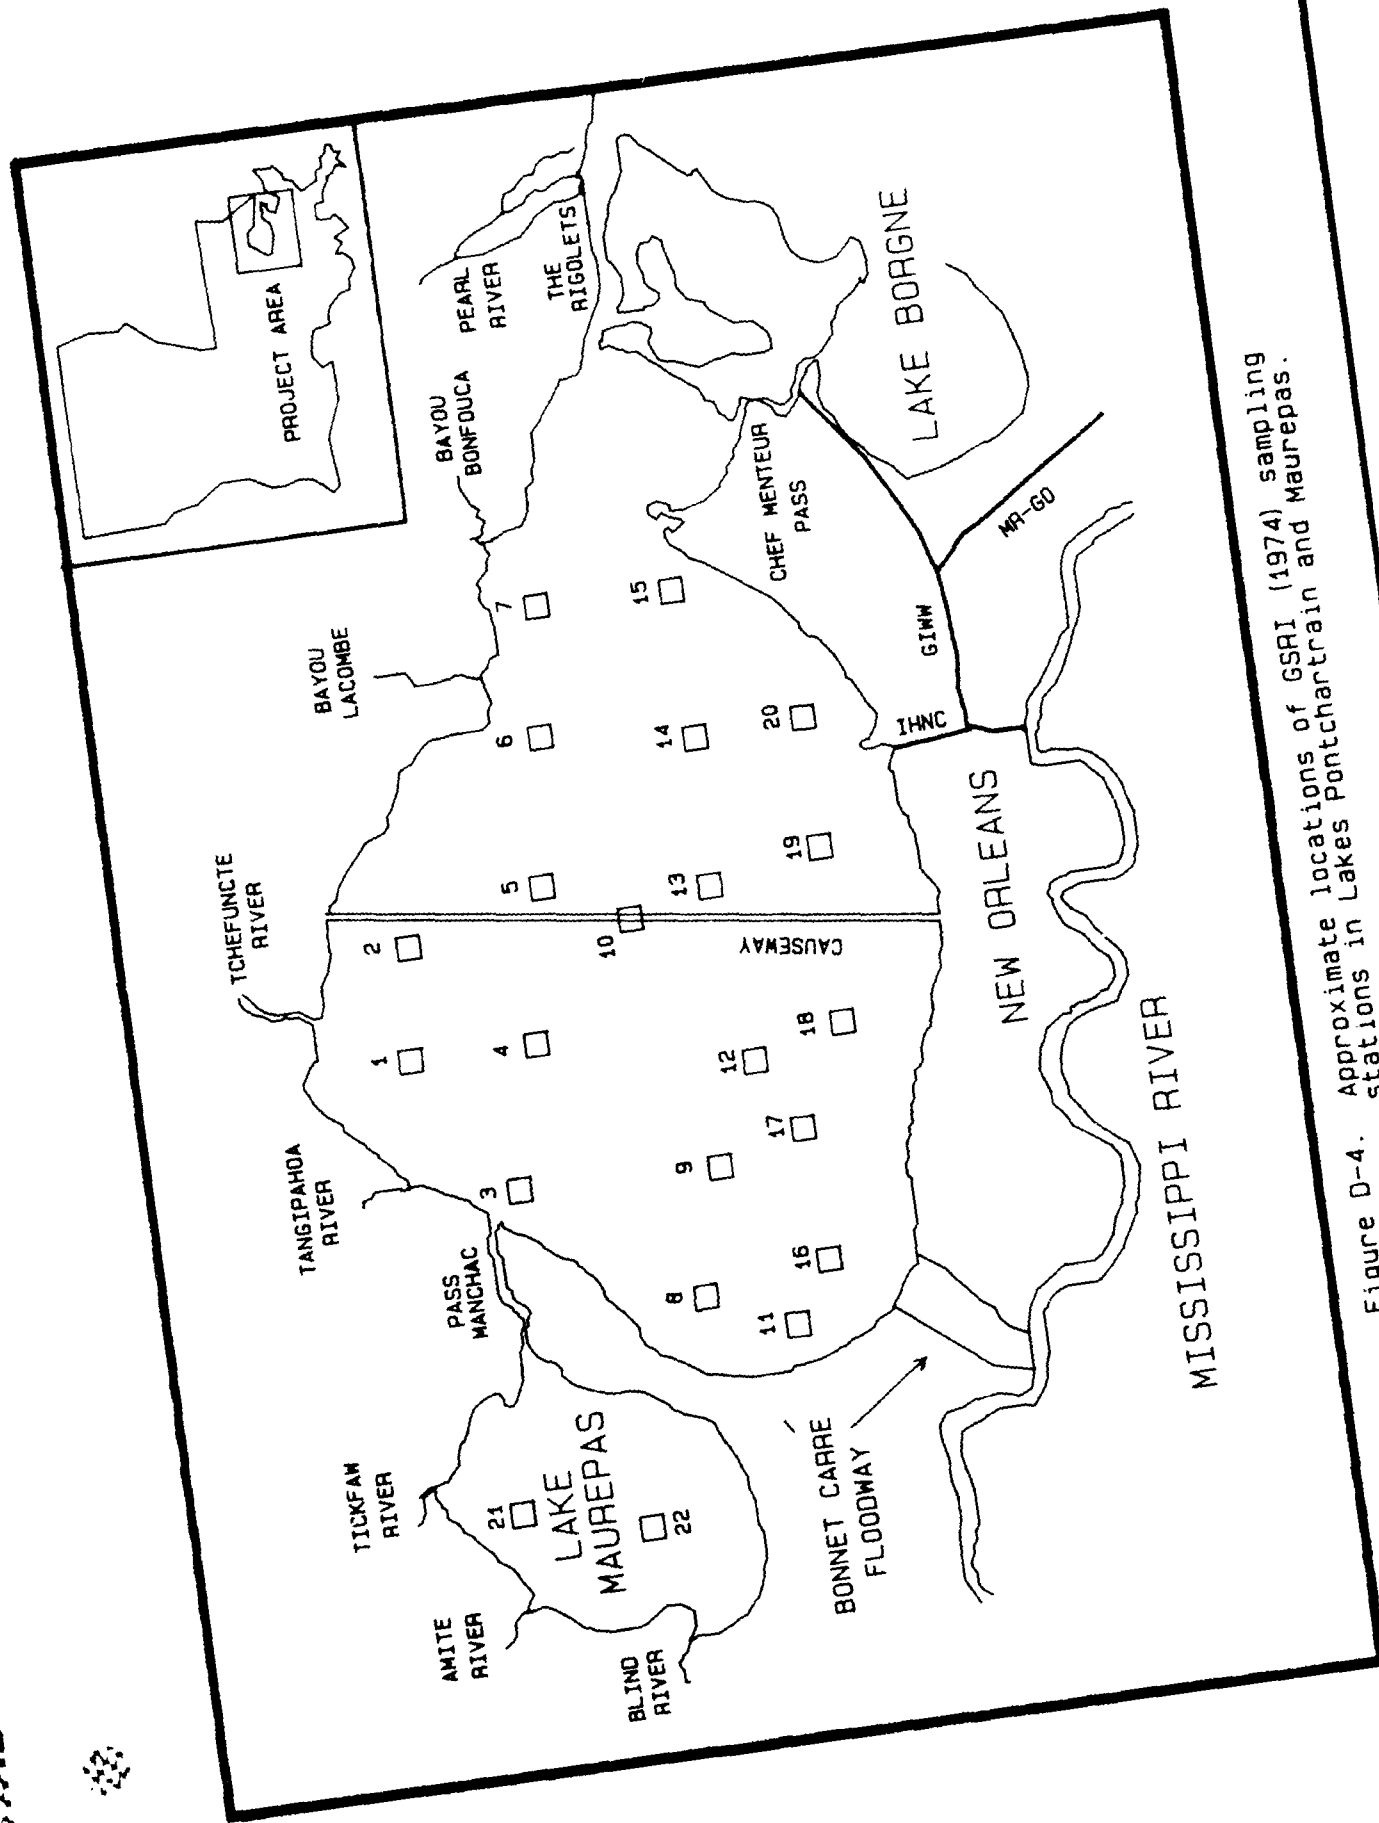 PROJECT AREA
PEARL
RIVER
THE
RIGOLETS
BAYOU
BONFOUCA
BAYOU
LACOMBE
TCHEFUNCTE
RIVER
TANGIPAHOA
RIVER
PASS
MANCHAC
TICKFAW
RIVER
AMITE
RIVER
BLIND
RIVER
LAKE
MAUREPAS
LAKE BORGNE
CHEF MENTEUR
PASS
MR-GO
GIWW
IHNC
NEW ORLEANS
CAUSEWAY
MISSISSIPPI RIVER
BONNET CARRE
FLOODWAY
1
2
3
4
5
6
7
8
9
10
11
12
13
14
15
16
17
18
19
20
21
22
Figure D-4. Approximate locations of GSRI (1974) sampling
stations in Lakes Pontchartrain and Maurepas.